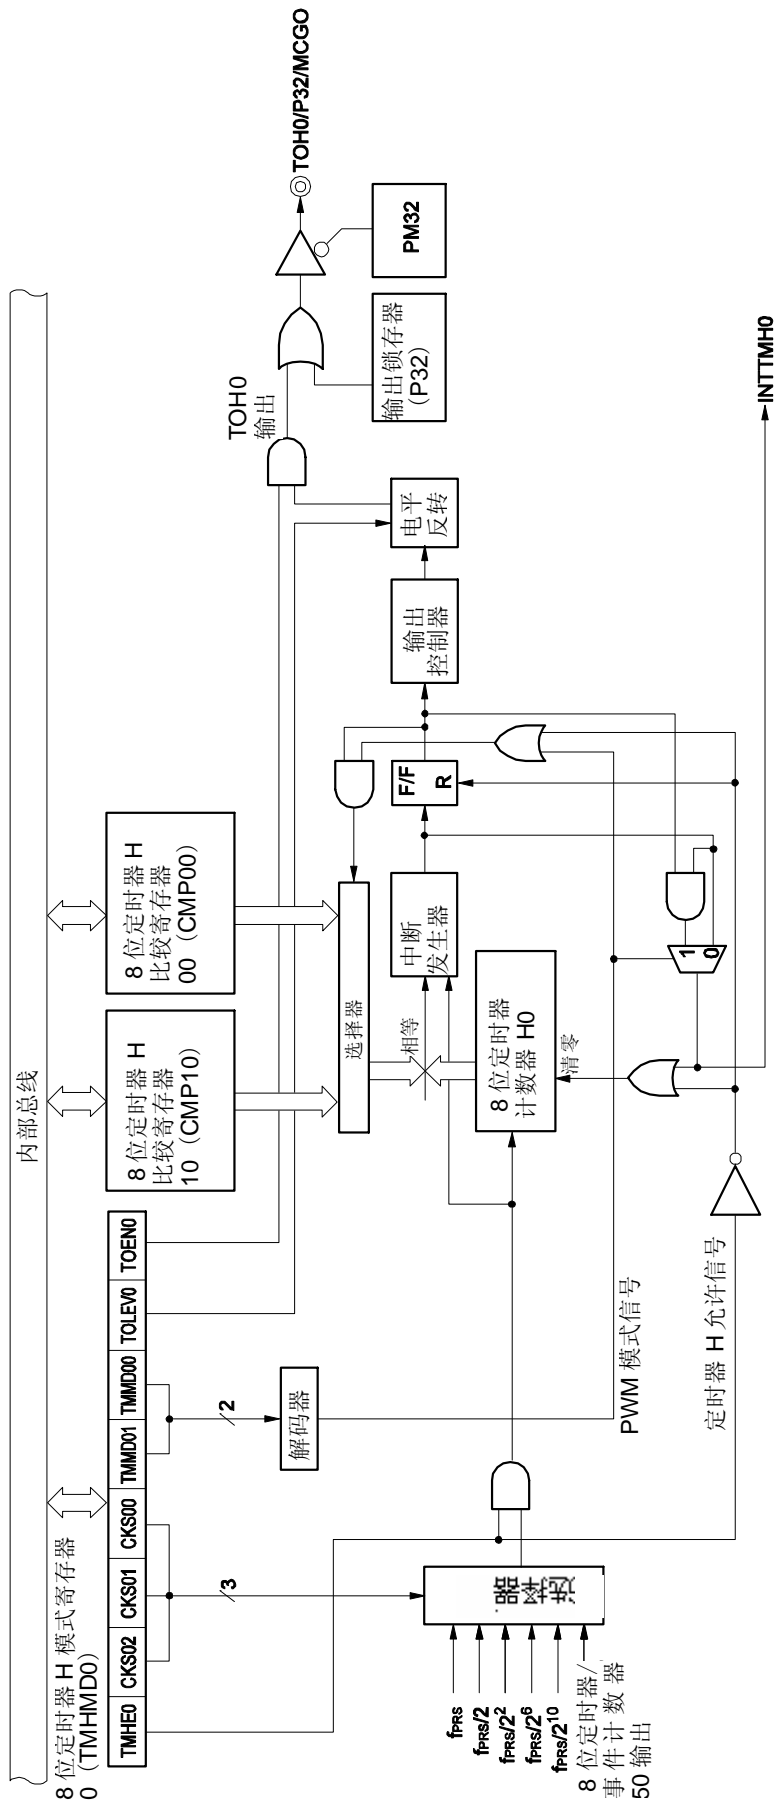 内部总线
8 位定时器 H 模式寄存器
0（TMHMD0）
TMHE0 CKS02 CKS01 CKS00 TMMD01 TMMD00 TOLEV0 TOEN0
8 位定时器 H
比较寄存器
10（CMP10）
8 位定时器 H
比较寄存器
00（CMP00）
3
2
解码器
选择器
TOH0
输出
TOH0/P32/MCGO
输出锁存器
（P32）
PM32
相等
中断
发生器
F/F
R
输出
控制器
电平
反转
选择器
fPRS
fPRS/2
fPRS/2²
fPRS/2⁶
fPRS/2¹⁰
8 位定时器/
事件计数器
50 输出
8 位定时器
计数器 H0
清零
PWM 模式信号
1
0
定时器 H 允许信号
INTTMH0